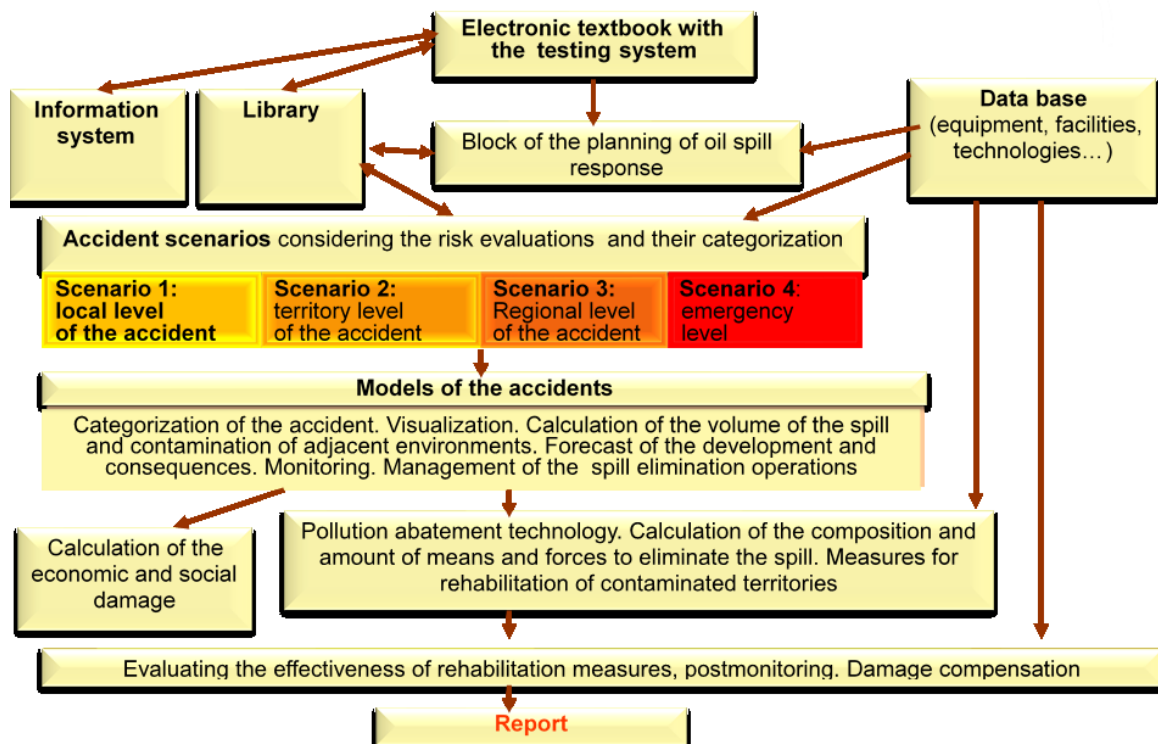 Electronic textbook with
the testing system
Information
system
Library
Data base
(equipment, facilities,
technologies…)
Block of the planning of oil spill
response
Accident scenarios considering the risk evaluations and their categorization
Scenario 1:
local level
of the accident
Scenario 2:
territory level
of the accident
Scenario 3:
Regional level
of the accident
Scenario 4:
emergency
level
Models of the accidents
Categorization of the accident. Visualization. Calculation of the volume of the spill
and contamination of adjacent environments. Forecast of the development and
consequences. Monitoring. Management of the spill elimination operations
Calculation of the
economic and social
damage
Pollution abatement technology. Calculation of the composition and
amount of means and forces to eliminate the spill. Measures for
rehabilitation of contaminated territories
Evaluating the effectiveness of rehabilitation measures, postmonitoring. Damage compensation
Report